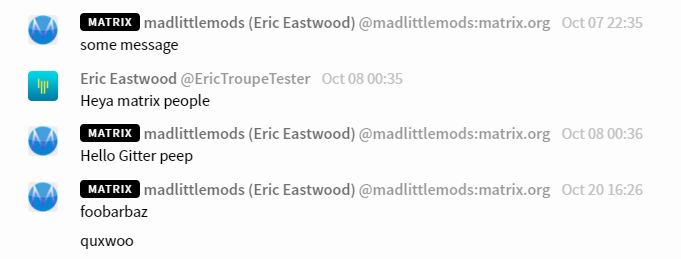 MATRIX madlittlemods (Eric Eastwood) @madlittlemods:matrix.org Oct 07 22:35
some message
Eric Eastwood @EricTroupeTester Oct 08 00:35
Heya matrix people
MATRIX madlittlemods (Eric Eastwood) @madlittlemods:matrix.org Oct 08 00:36
Hello Gitter peep
MATRIX madlittlemods (Eric Eastwood) @madlittlemods:matrix.org Oct 20 16:26
foobarbaz
quxwoo